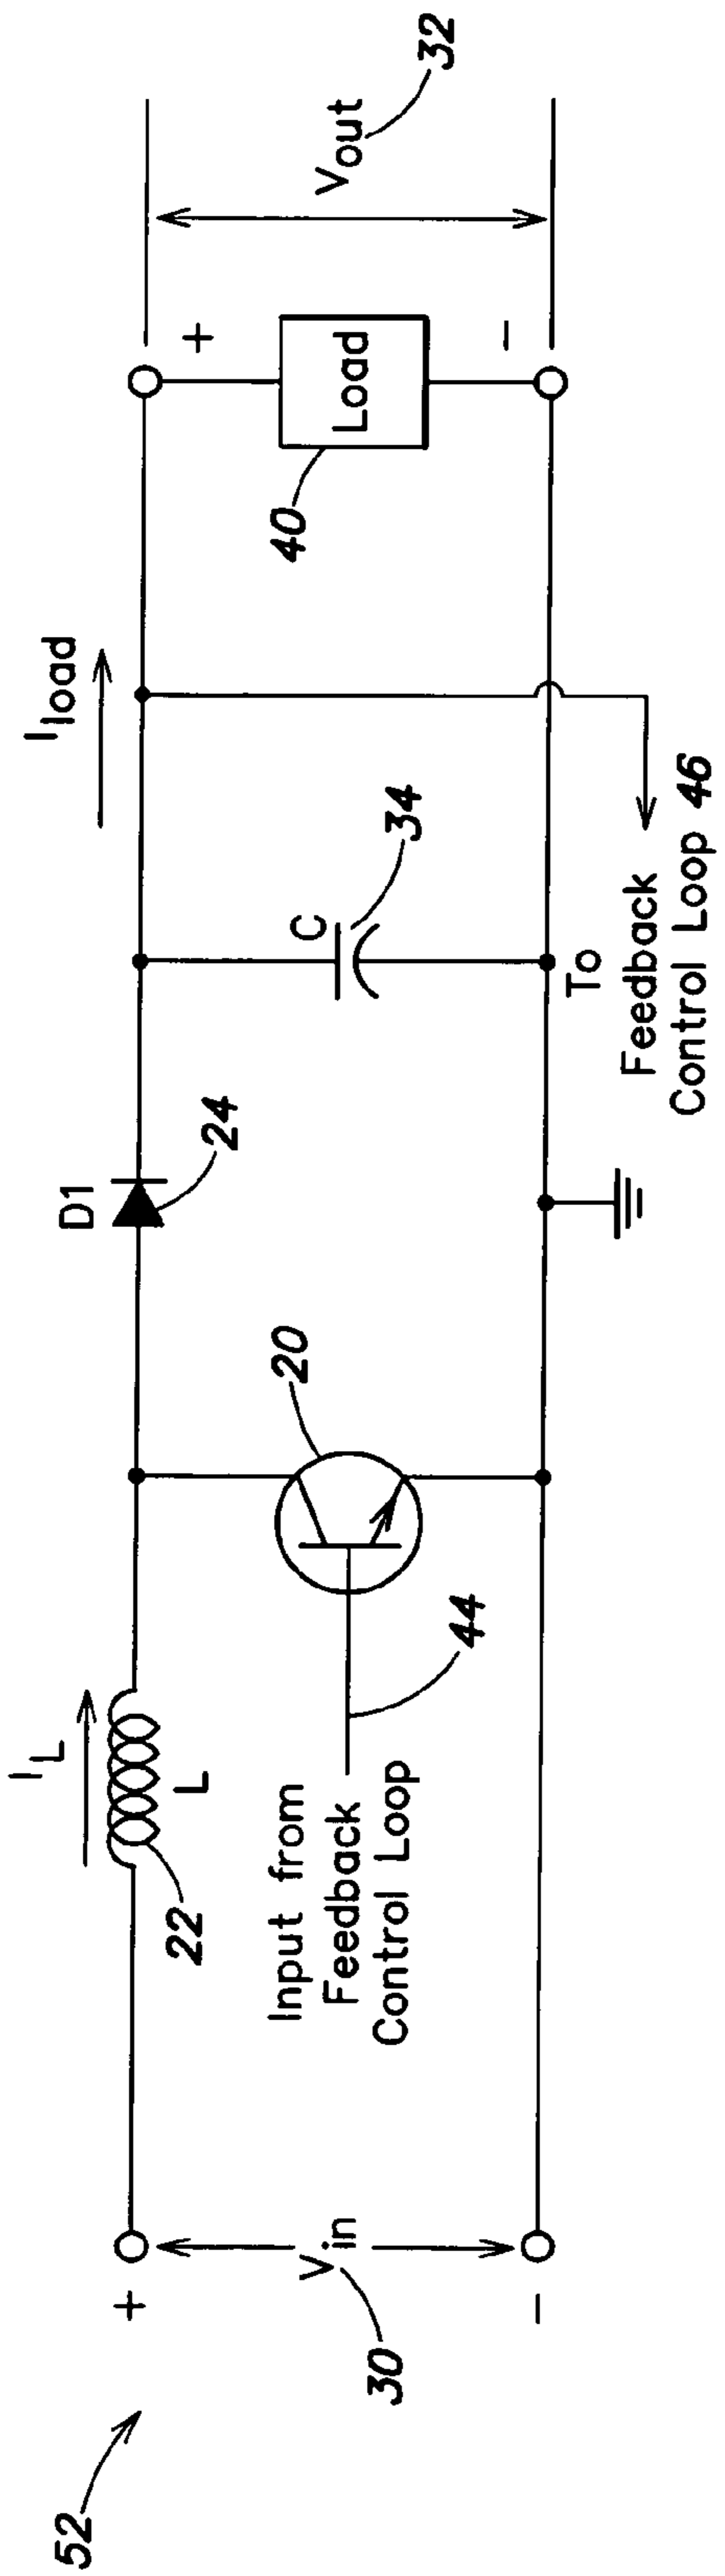 52
+
Vin
30
-
IL
L
22
Input from
Feedback
Control Loop
44
20
D1
24
C
34
To
Feedback
Control Loop 46
Iload
40
Load
+
-
Vout
32